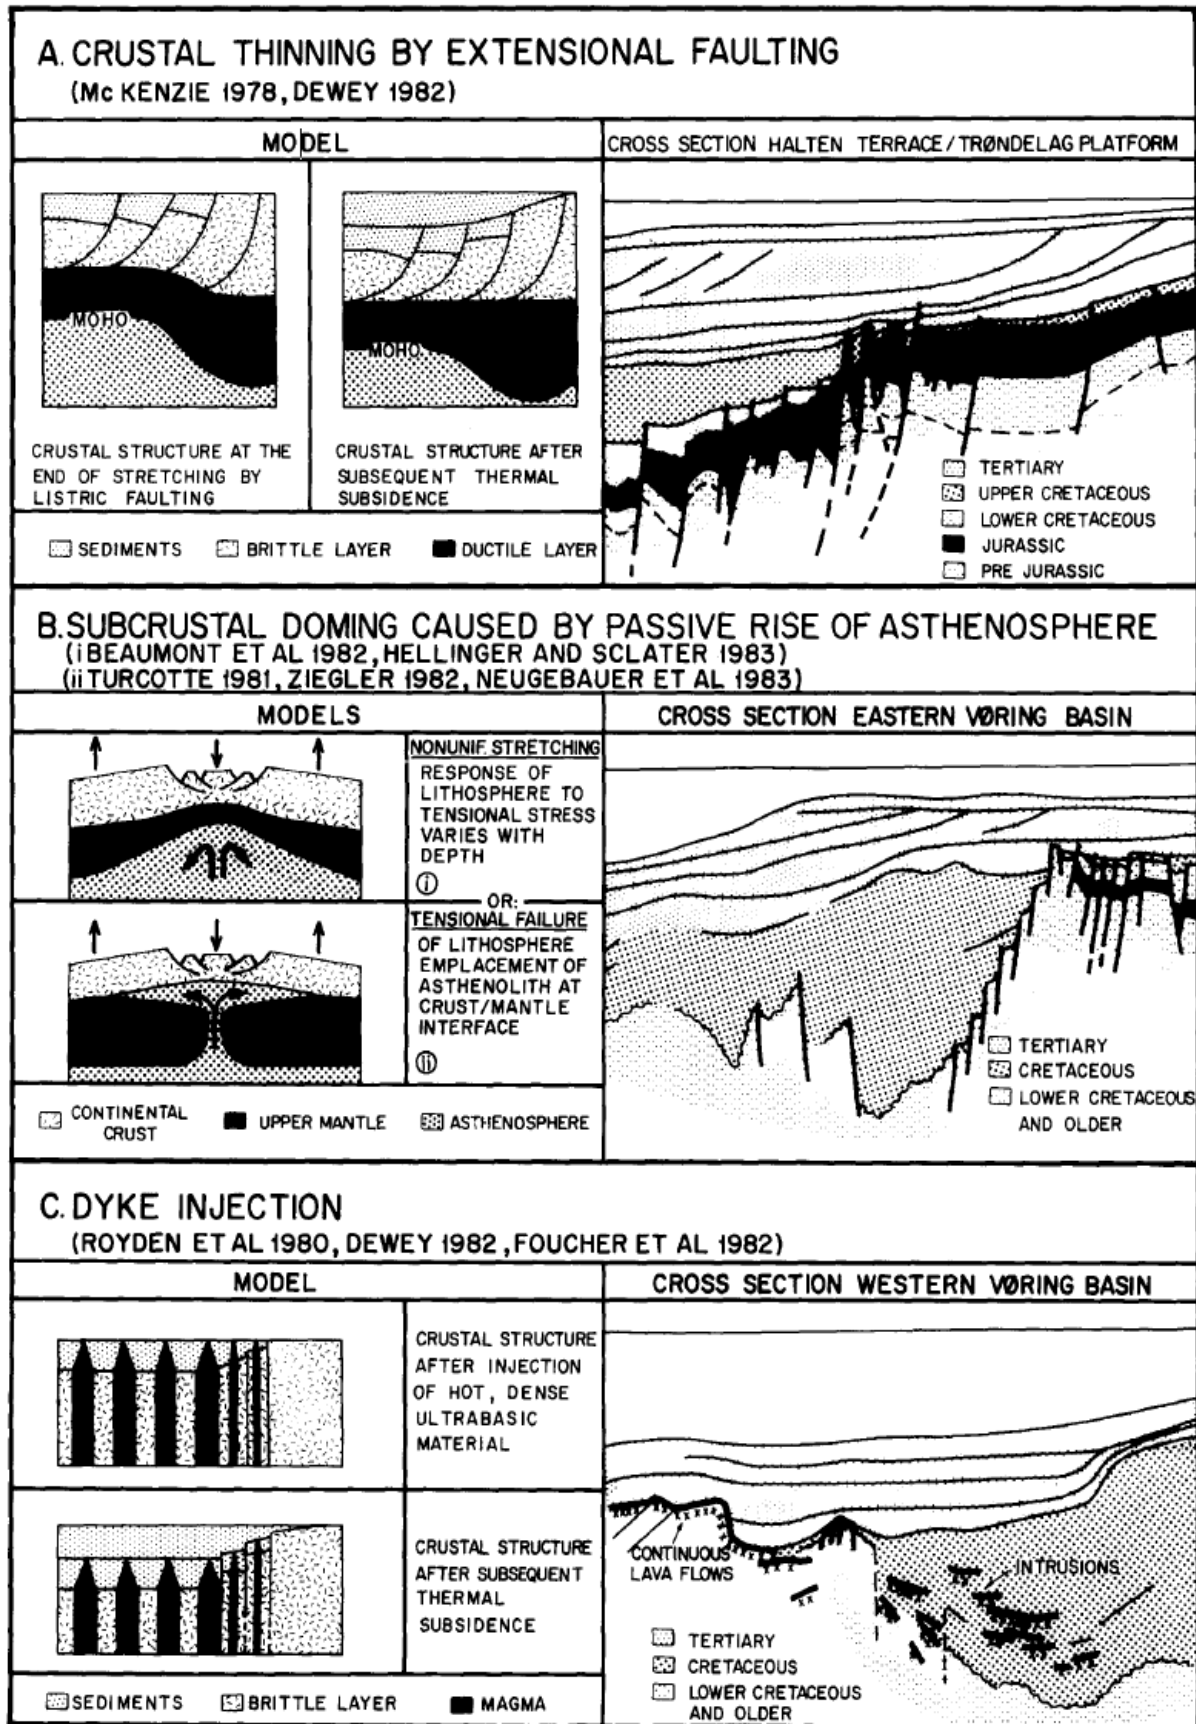 A. CRUSTAL THINNING BY EXTENSIONAL FAULTING
(Mc KENZIE 1978, DEWEY 1982)
MODEL
CROSS SECTION HALTEN TERRACE/TRØNDELAG PLATFORM
MOHO
MOHO
CRUSTAL STRUCTURE AT THE
END OF STRETCHING BY
LISTRIC FAULTING
CRUSTAL STRUCTURE AFTER
SUBSEQUENT THERMAL
SUBSIDENCE
SEDIMENTS
BRITTLE LAYER
DUCTILE LAYER
TERTIARY
UPPER CRETACEOUS
LOWER CRETACEOUS
JURASSIC
PRE JURASSIC
B. SUBCRUSTAL DOMING CAUSED BY PASSIVE RISE OF ASTHENOSPHERE
(i BEAUMONT ET AL 1982, HELLINGER AND SCLATER 1983)
(ii TURCOTTE 1981, ZIEGLER 1982, NEUGEBAUER ET AL 1983)
MODELS
CROSS SECTION EASTERN VØRING BASIN
NONUNIF. STRETCHING
RESPONSE OF
LITHOSPHERE TO
TENSIONAL STRESS
VARIES WITH
DEPTH
i
OR:
TENSIONAL FAILURE
OF LITHOSPHERE
EMPLACEMENT OF
ASTHENOLITH AT
CRUST/MANTLE
INTERFACE
ii
CONTINENTAL
CRUST
UPPER MANTLE
ASTHENOSPHERE
TERTIARY
CRETACEOUS
LOWER CRETACEOUS
AND OLDER
C. DYKE INJECTION
(ROYDEN ET AL 1980, DEWEY 1982, FOUCHER ET AL 1982)
MODEL
CROSS SECTION WESTERN VØRING BASIN
CRUSTAL STRUCTURE
AFTER INJECTION
OF HOT, DENSE
ULTRABASIC
MATERIAL
CRUSTAL STRUCTURE
AFTER SUBSEQUENT
THERMAL
SUBSIDENCE
SEDIMENTS
BRITTLE LAYER
MAGMA
CONTINUOUS
LAVA FLOWS
INTRUSIONS
TERTIARY
CRETACEOUS
LOWER CRETACEOUS
AND OLDER